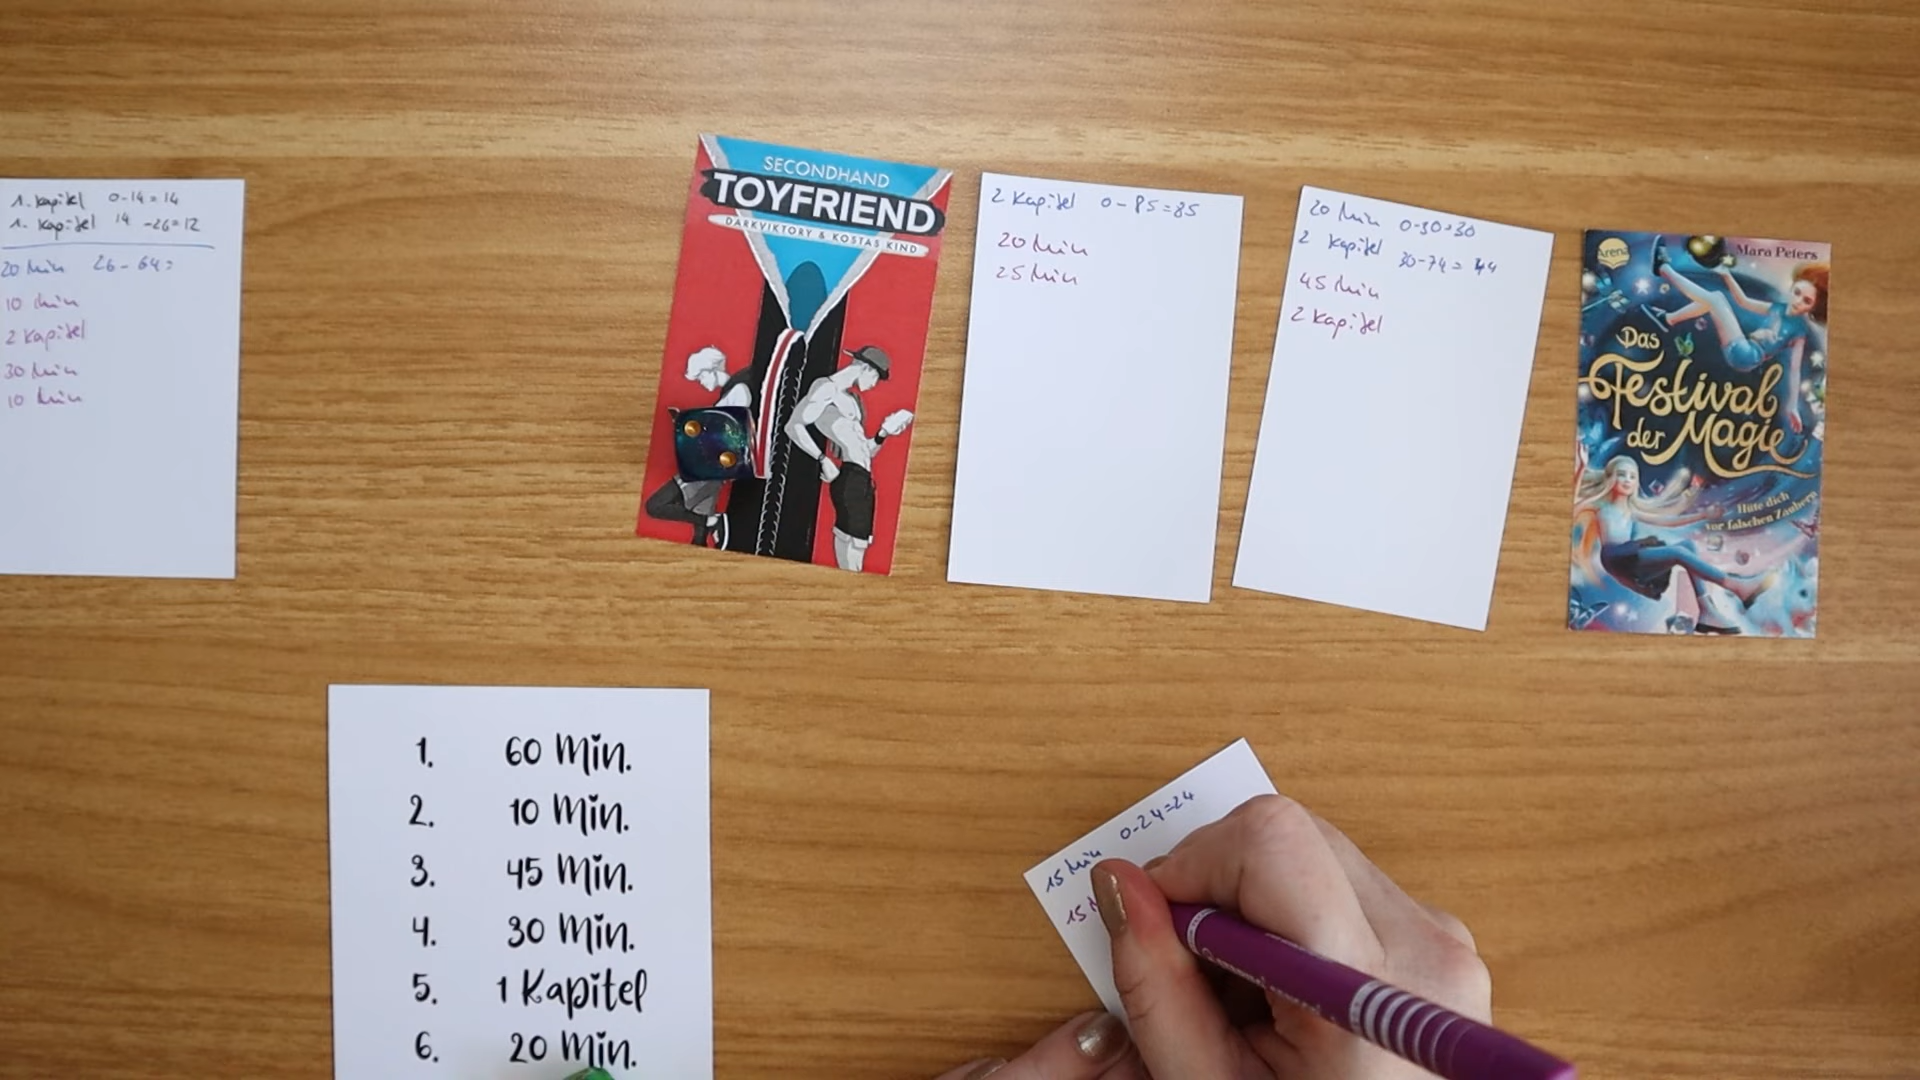 1. Kapitel 0-14=14
1. Kapitel 14-26=12
20 Min 26-64=
10 Min
2 Kapitel
30 Min
10 Min
SECONDHAND
TOYFRIEND
DARKVIKTORY & KOSTAS KIND
2 Kapitel 0-85=85
20 Min
25 Min
20 Min 0-30=30
2 Kapitel 30-74=44
45 Min
2 Kapitel
Arena
Mara Peters
Das
Festival
der Magie
Hüte dich
vor falschen Zaubern
1. 60 Min.
2. 10 Min.
3. 45 Min.
4. 30 Min.
5. 1 Kapitel
6. 20 Min.
15 Min 0-24=24
15